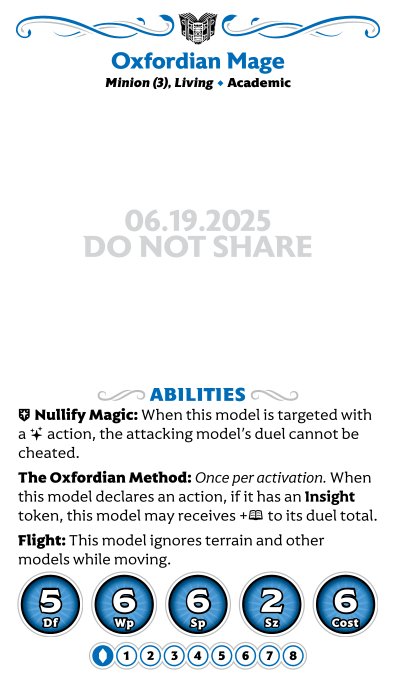 Oxfordian Mage
Minion (3), Living • Academic
06.19.2025
DO NOT SHARE
ABILITIES
Nullify Magic: When this model is targeted with
a action, the attacking model's duel cannot be
cheated.
The Oxfordian Method: Once per activation. When
this model declares an action, if it has an Insight
token, this model may receives + to its duel total.
Flight: This model ignores terrain and other
models while moving.
5 6 6 2 6
Df Wp Sp Sz Cost
1 2 3 4 5 6 7 8